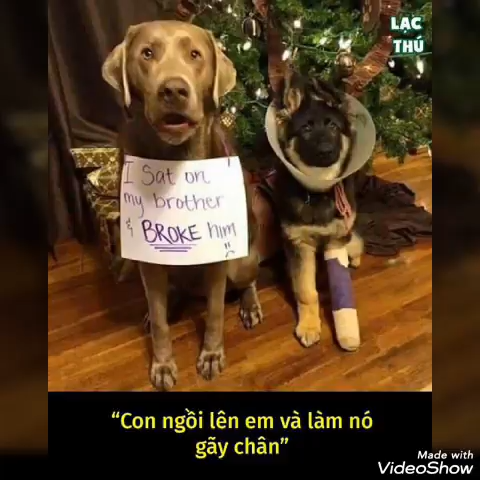 LẠC
THÚ
I Sat on
my brother
& BROKE him
“Con ngồi lên em và làm nó
gãy chân”
Made with
VideoShow